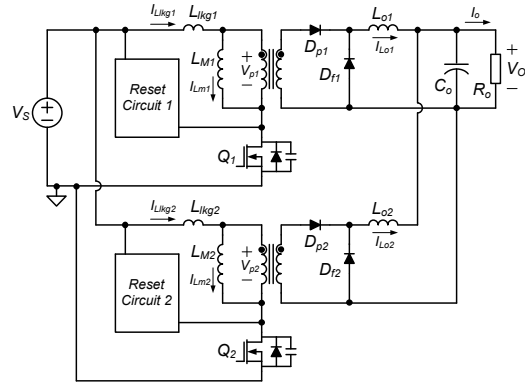 I_Llkg1 L_lkg1 L_o1 I_o
D_p1 I_Lo1
L_M1 + V_p1 − D_f1 C_o R_o + V_O −
I_Lm1
Reset Circuit 1
V_S + −
Q_1
I_Llkg2 L_lkg2 L_o2
D_p2 I_Lo2
L_M2 + V_p2 − D_f2
I_Lm2
Reset Circuit 2
Q_2